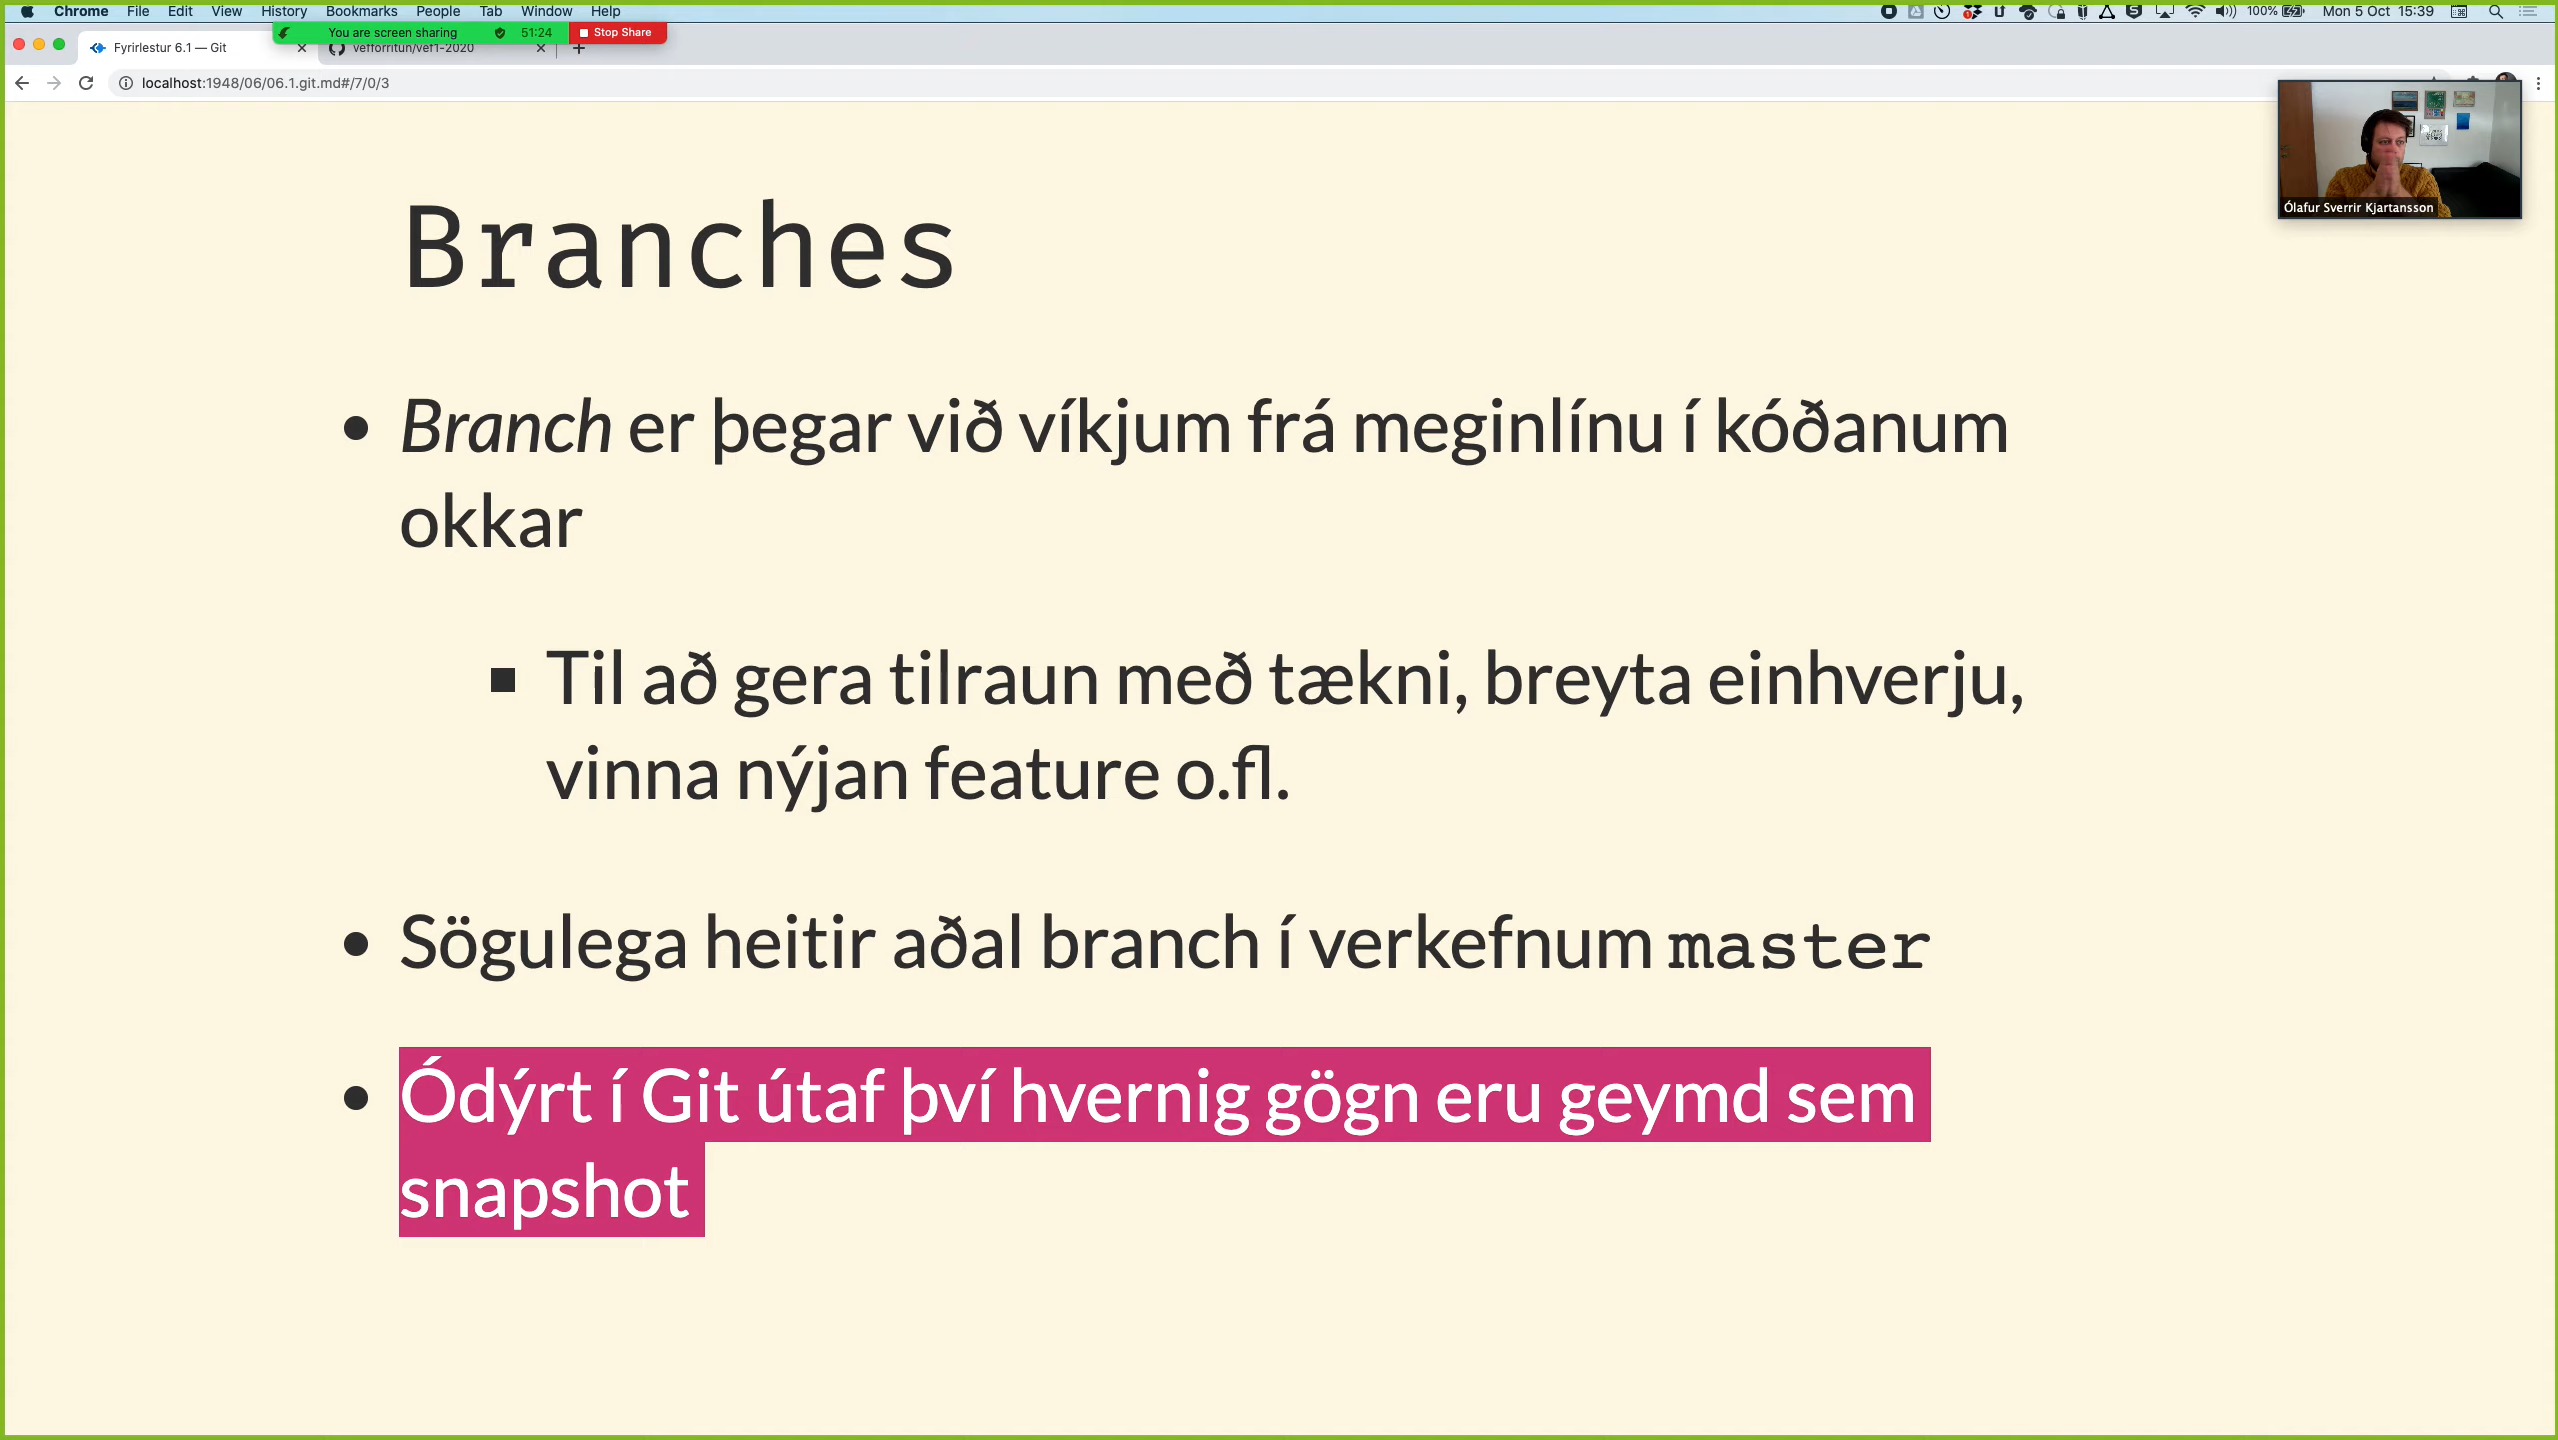 Chrome File Edit View History Bookmarks People Tab Window Help
100% Mon 5 Oct 15:39
You are screen sharing 51:24 Stop Share
Fyrirlestur 6.1 — Git
vefforritun/vef1-2020
localhost:1948/06/06.1.git.md#/7/0/3
Ólafur Sverrir Kjartansson
Branches
Branch er þegar við víkjum frá meginlínu í kóðanum
okkar
Til að gera tilraun með tækni, breyta einhverju,
vinna nýjan feature o.fl.
Sögulega heitir aðal branch í verkefnum master
Ódýrt í Git útaf því hvernig gögn eru geymd sem
snapshot